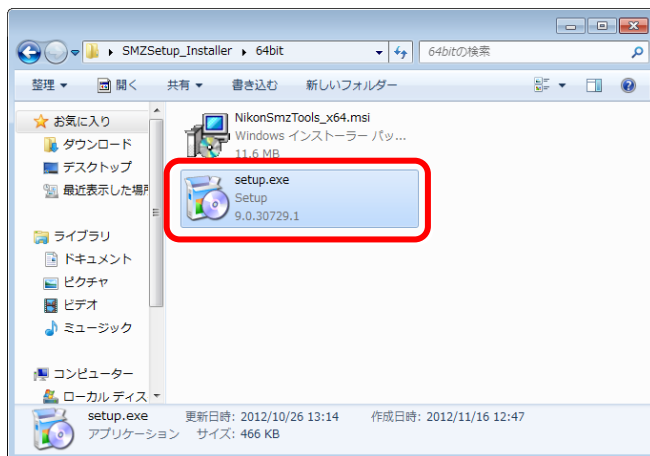 SMZSetup_Installer
64bit
64bitの検索
整理
開く
共有
書き込む
新しいフォルダー
お気に入り
ダウンロード
デスクトップ
最近表示した場所
ライブラリ
ドキュメント
ピクチャ
ビデオ
ミュージック
コンピューター
ローカル ディス
NikonSmzTools_x64.msi
Windows インストーラー パッ...
11.6 MB
setup.exe
Setup
9.0.30729.1
setup.exe 更新日時: 2012/10/26 13:14 作成日時: 2012/11/16 12:47
アプリケーション サイズ: 466 KB